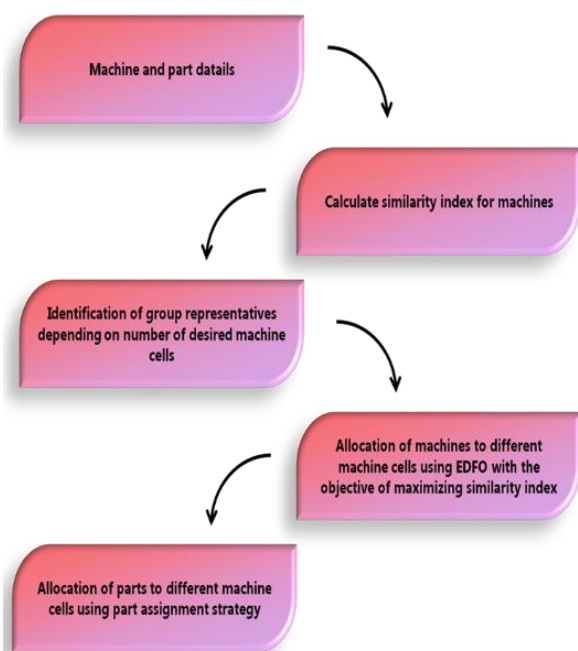 Machine and part datails
Calculate similarity index for machines
Identification of group representatives
depending on number of desired machine
cells
Allocation of machines to different
machine cells using EDFO with the
objective of maximizing similarity index
Allocation of parts to different machine
cells using part assignment strategy